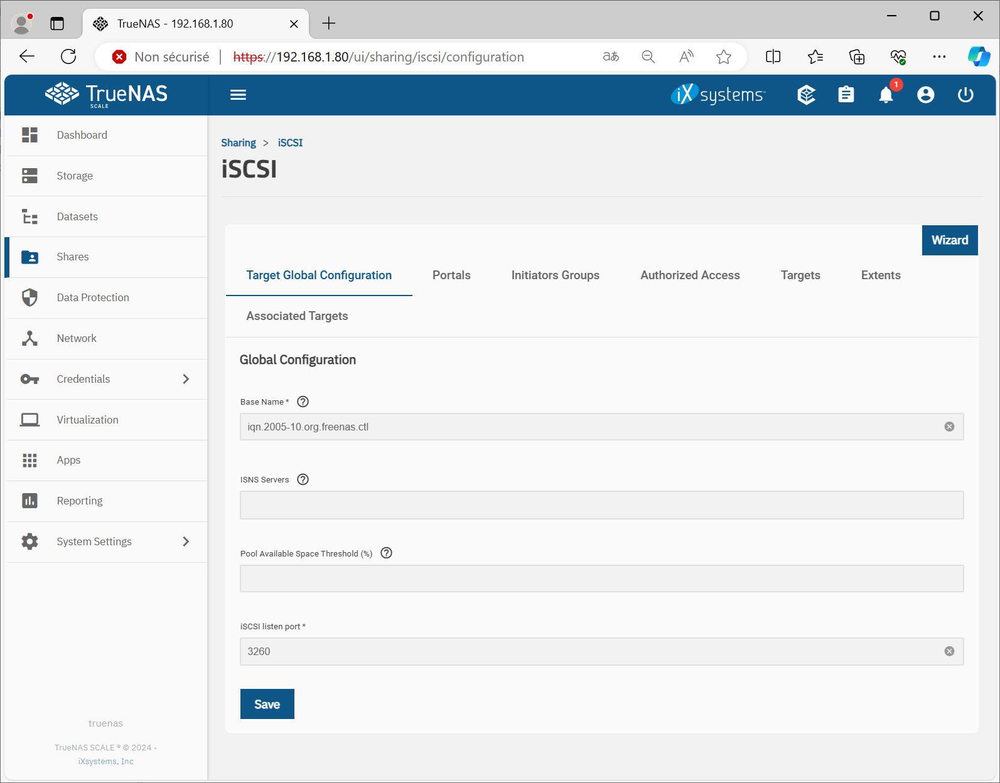 TrueNAS - 192.168.1.80
Non sécurisé
https://192.168.1.80/ui/sharing/iscsi/configuration
aあ
A
TrueNAS
SCALE
iX systems™
1
Dashboard
Storage
Datasets
Shares
Data Protection
Network
Credentials
Virtualization
Apps
Reporting
System Settings
truenas
TrueNAS SCALE ® © 2024 -
iXsystems, Inc
Sharing > iSCSI
iSCSI
Wizard
Target Global Configuration Portals Initiators Groups Authorized Access Targets Extents
Associated Targets
Global Configuration
Base Name * ?
iqn.2005-10.org.freenas.ctl
ISNS Servers ?
Pool Available Space Threshold (%) ?
iSCSI listen port *
3260
Save